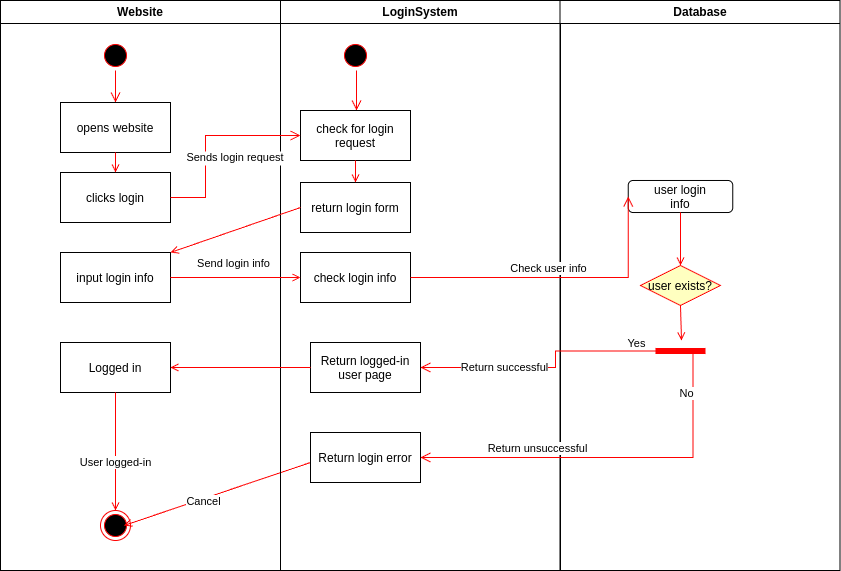 Website
LoginSystem
Database
opens website
check for login
request
Sends login request
clicks login
user login
info
return login form
Send login info
input login info
check login info
Check user info
user exists?
Yes
Logged in
Return logged-in
user page
Return successful
No
Return unsuccessful
Return login error
User logged-in
Cancel